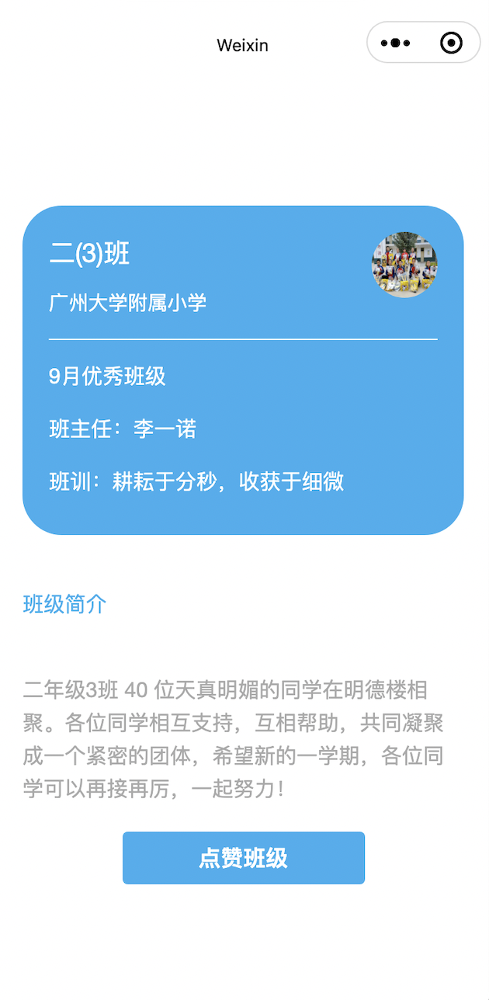 Weixin
二(3)班
广州大学附属小学
9月优秀班级
班主任：李一诺
班训：耕耘于分秒，收获于细微
班级简介
二年级3班 40 位天真明媚的同学在明德楼相
聚。各位同学相互支持，互相帮助，共同凝聚
成一个紧密的团体，希望新的一学期，各位同
学可以再接再厉，一起努力！
点赞班级